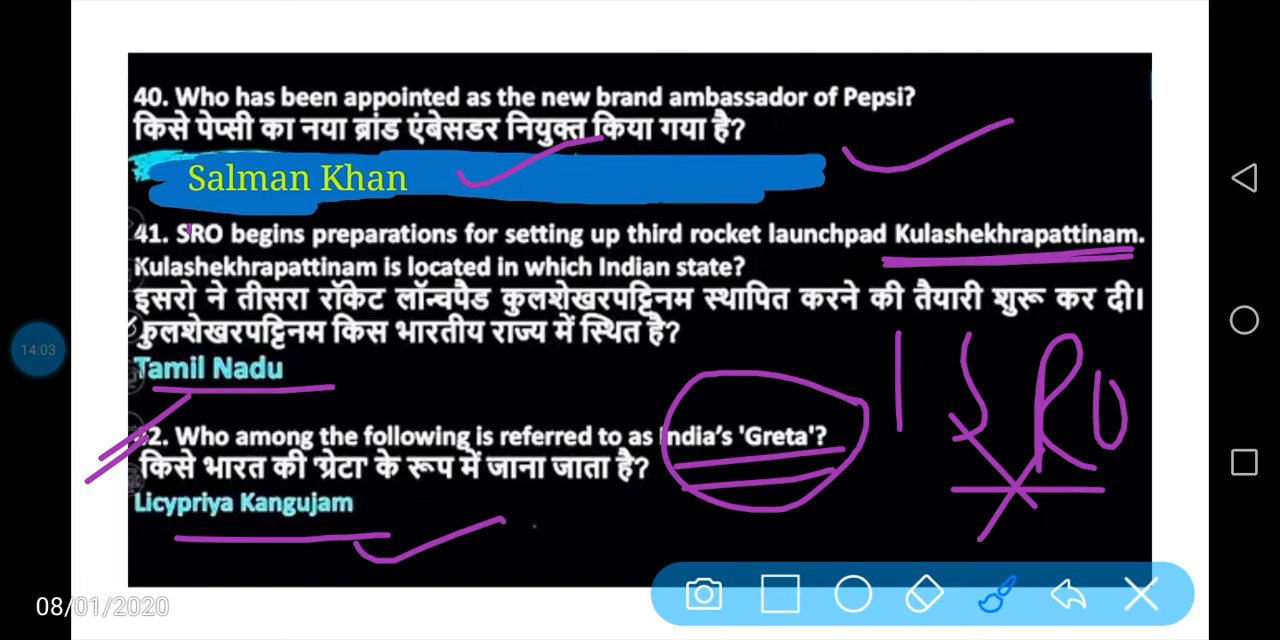 40. Who has been appointed as the new brand ambassador of Pepsi?
किसे पेप्सी का नया ब्रांड एंबेसडर नियुक्त किया गया है?
Salman Khan
41. SRO begins preparations for setting up third rocket launchpad Kulashekhrapattinam.
Kulashekhrapattinam is located in which Indian state?
इसरो ने तीसरा रॉकेट लॉन्चपैड कुलशेखरपट्टिनम स्थापित करने की तैयारी शुरू कर दी।
कुलशेखरपट्टिनम किस भारतीय राज्य में स्थित है?
14:03
Tamil Nadu
ISRO
42. Who among the following is referred to as India's 'Greta'?
किसे भारत की 'ग्रेटा' के रूप में जाना जाता है?
Licypriya Kangujam
08/01/2020